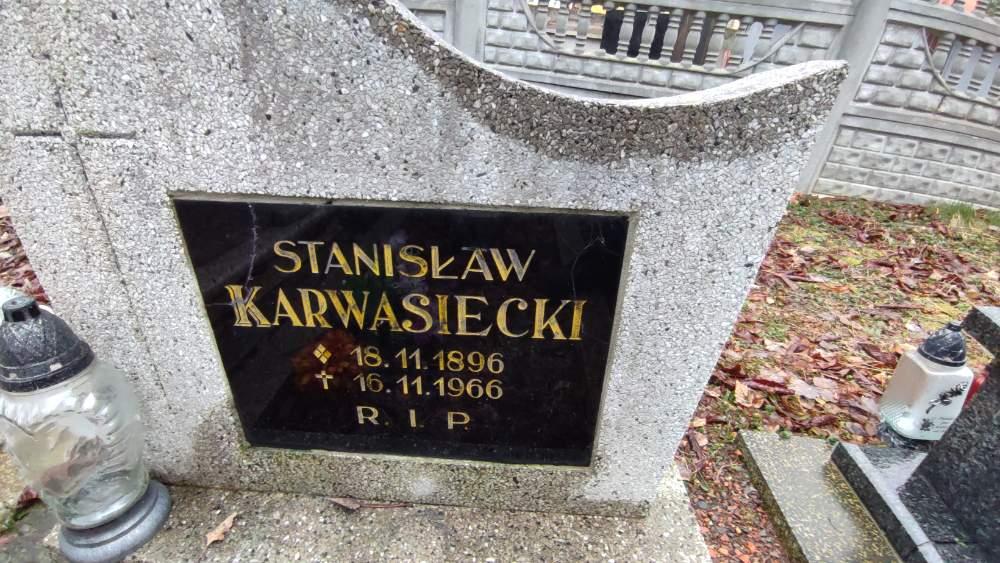 STANISŁAW
KARWASIECKI
18.11.1896
16.11.1966
R. I. P.